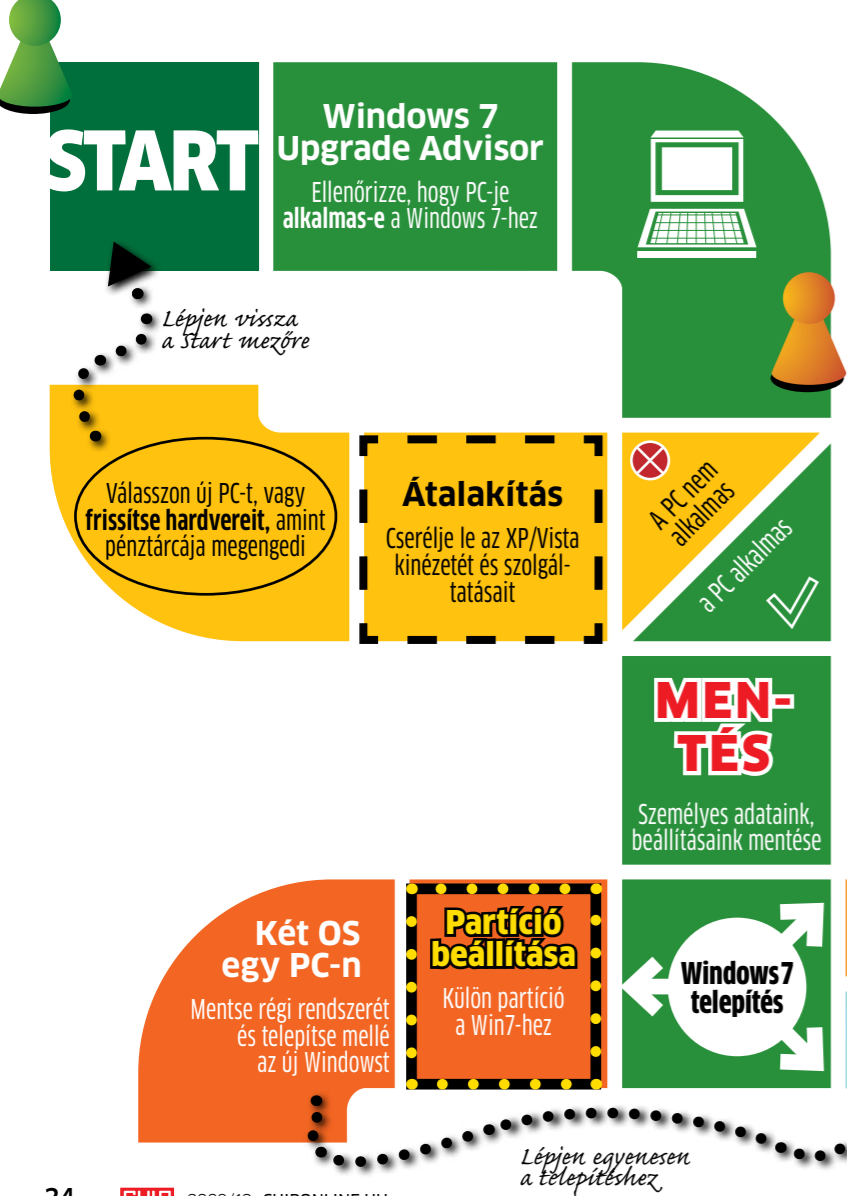 START
Windows 7
Upgrade Advisor
Ellenőrizze, hogy PC-je
alkalmas-e a Windows 7-hez
Lépjen vissza
a Start mezőre
Válasszon új PC-t, vagy
frissítse hardvereit, amint
pénztárcája megengedi
Átalakítás
Cserélje le az XP/Vista
kinézetét és szolgál-
tatásait
A PC nem
alkalmas
a PC alkalmas
MEN-
TÉS
Személyes adataink,
beállításaink mentése
Két OS
egy PC-n
Mentse régi rendszerét
és telepítse mellé
az új Windowst
Partíció
beállítása
Külön partíció
a Win7-hez
Windows 7
telepítés
Lépjen egyenesen
a telepítéshez